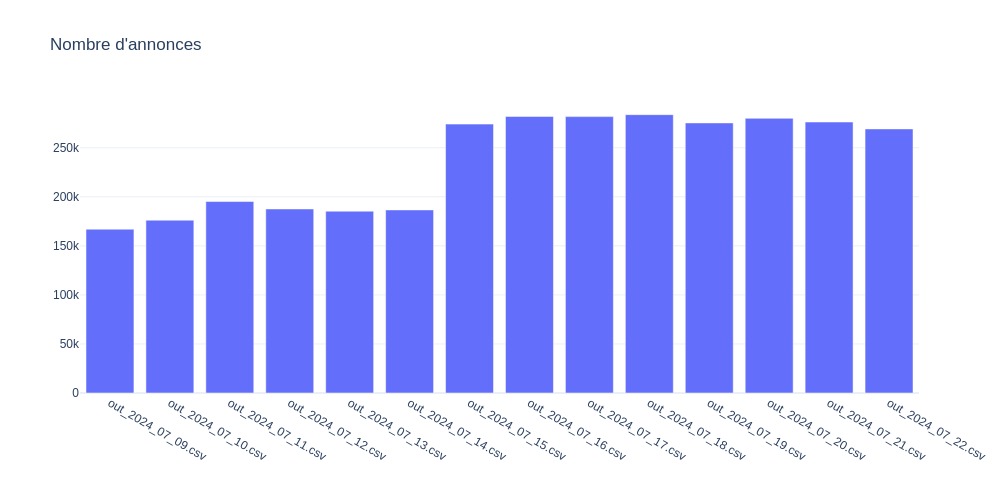 Nombre d'annonces
250k
200k
150k
100k
50k
0
out_2024_07_09.csv
out_2024_07_10.csv
out_2024_07_11.csv
out_2024_07_12.csv
out_2024_07_13.csv
out_2024_07_14.csv
out_2024_07_15.csv
out_2024_07_16.csv
out_2024_07_17.csv
out_2024_07_18.csv
out_2024_07_19.csv
out_2024_07_20.csv
out_2024_07_21.csv
out_2024_07_22.csv